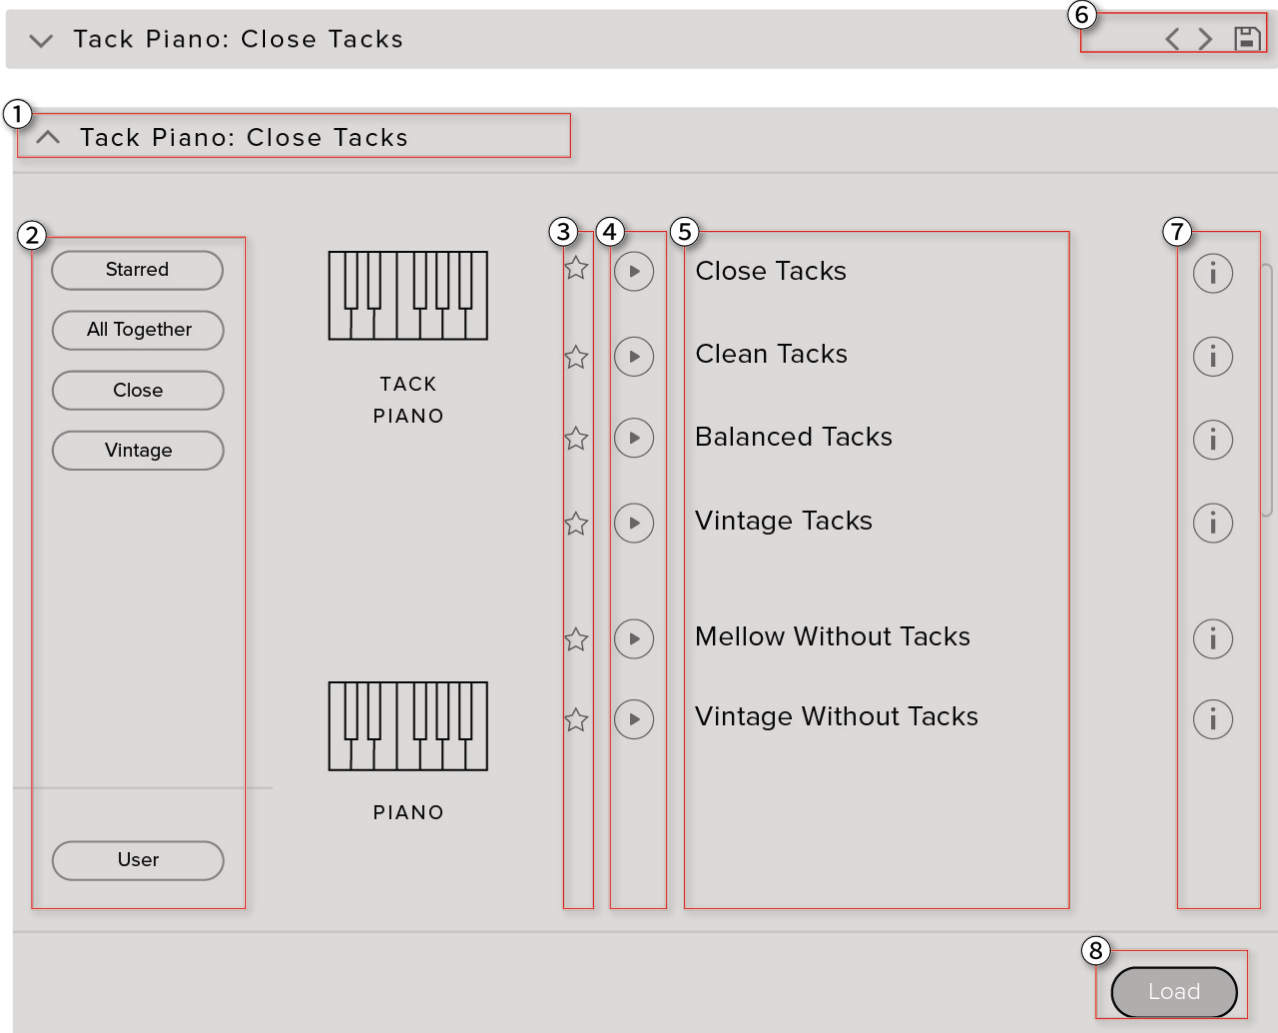 6
Tack Piano: Close Tacks
1
Tack Piano: Close Tacks
2
Starred
All Together
Close
Vintage
User
TACK
PIANO
PIANO
3
4
5
Close Tacks
Clean Tacks
Balanced Tacks
Vintage Tacks
Mellow Without Tacks
Vintage Without Tacks
7
i
i
i
i
i
i
8
Load